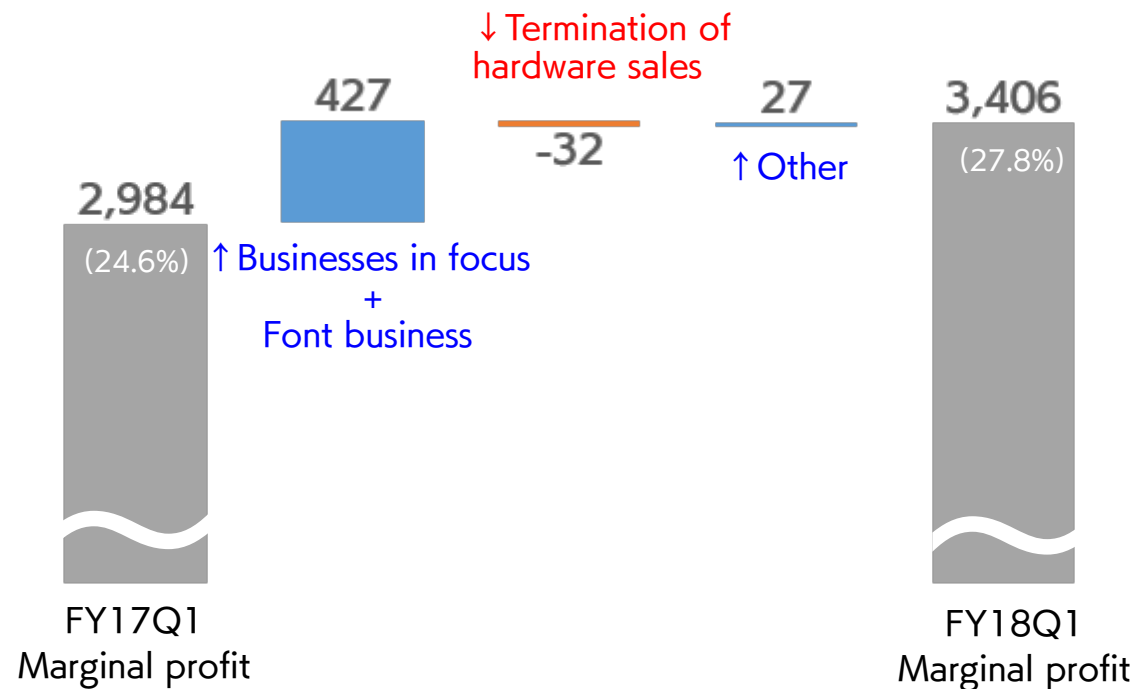 ↓Termination of
hardware sales
427
-32
27
↑Other
3,406
(27.8%)
2,984
(24.6%)
↑Businesses in focus
+
Font business
FY17Q1
Marginal profit
FY18Q1
Marginal profit